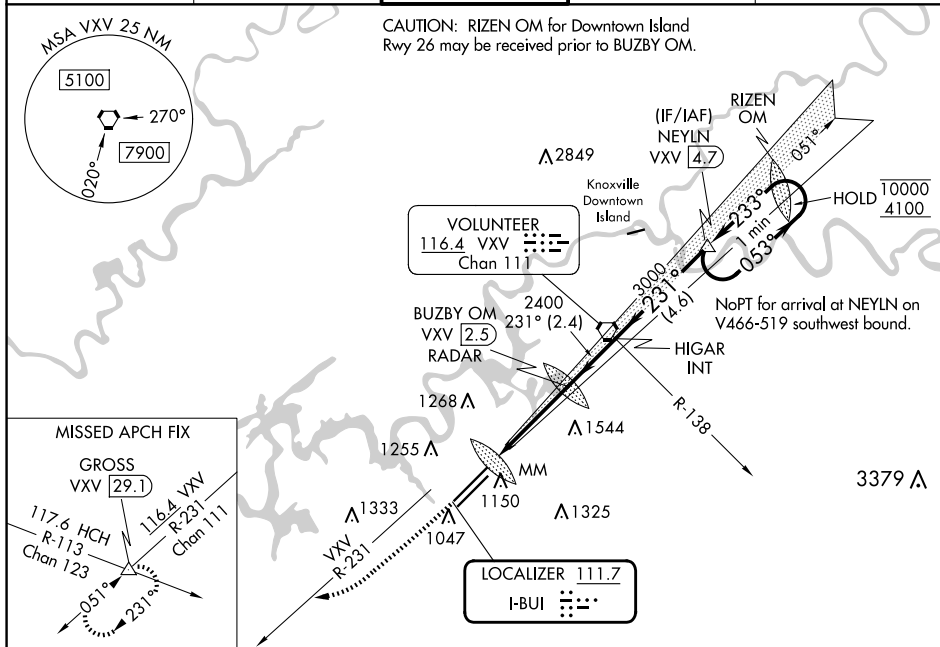 CAUTION: RIZEN OM for Downtown Island
Rwy 26 may be received prior to BUZBY OM.
MSA VXV 25 NM
5100
270°
7900
020°
2849
(IF/IAF)
NEYLN
VXV 4.7
RIZEN
OM
051°
HOLD 10000
4100
233°
1 min
053°
Knoxville
Downtown
Island
VOLUNTEER
116.4 VXV
Chan 111
3000
231°
(4.6)
NoPT for arrival at NEYLN on
V466-519 southwest bound.
BUZBY OM
VXV 2.5
RADAR
2400
231° (2.4)
HIGAR
INT
R-138
1268
1544
1255
MM
1150
3379
1333
1047
1325
VXV
R-231
LOCALIZER 111.7
I-BUI
MISSED APCH FIX
GROSS
VXV 29.1
117.6 HCH
R-113
Chan 123
116.4 VXV
R-231
Chan 111
051°
231°